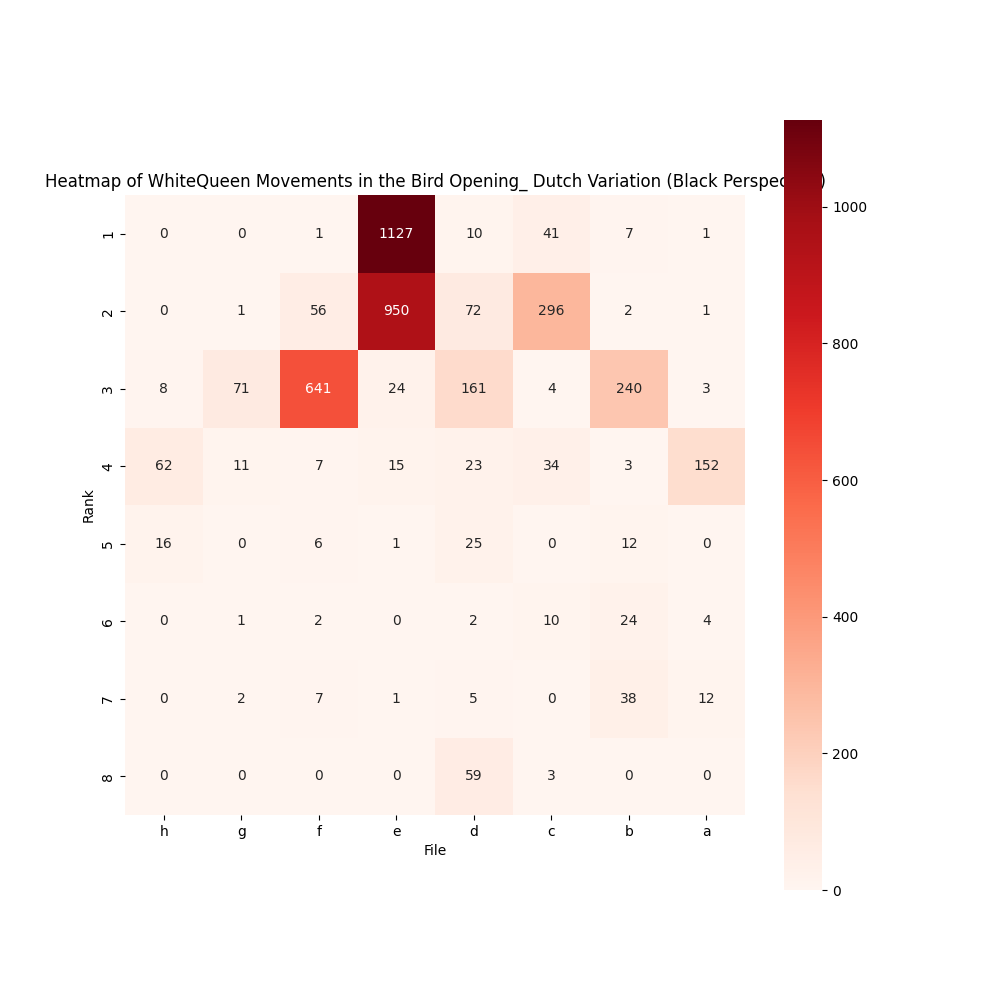 Heatmap of WhiteQueen Movements in the Bird Opening_ Dutch Variation (Black )
1000
1 0 0 1 1127 10 41 7 1
2 0 1 56 950 72 296 2 1
800
3 8 71 641 24 161 4 240 3
4 62 11 7 15 23 34 3 152
600
Rank
5 16 0 6 1 25 0 12 0
6 0 1 2 0 2 10 24 4
400
7 0 2 7 1 5 0 38 12
200
8 0 0 0 0 59 3 0 0
h g f e d c b a
File
0